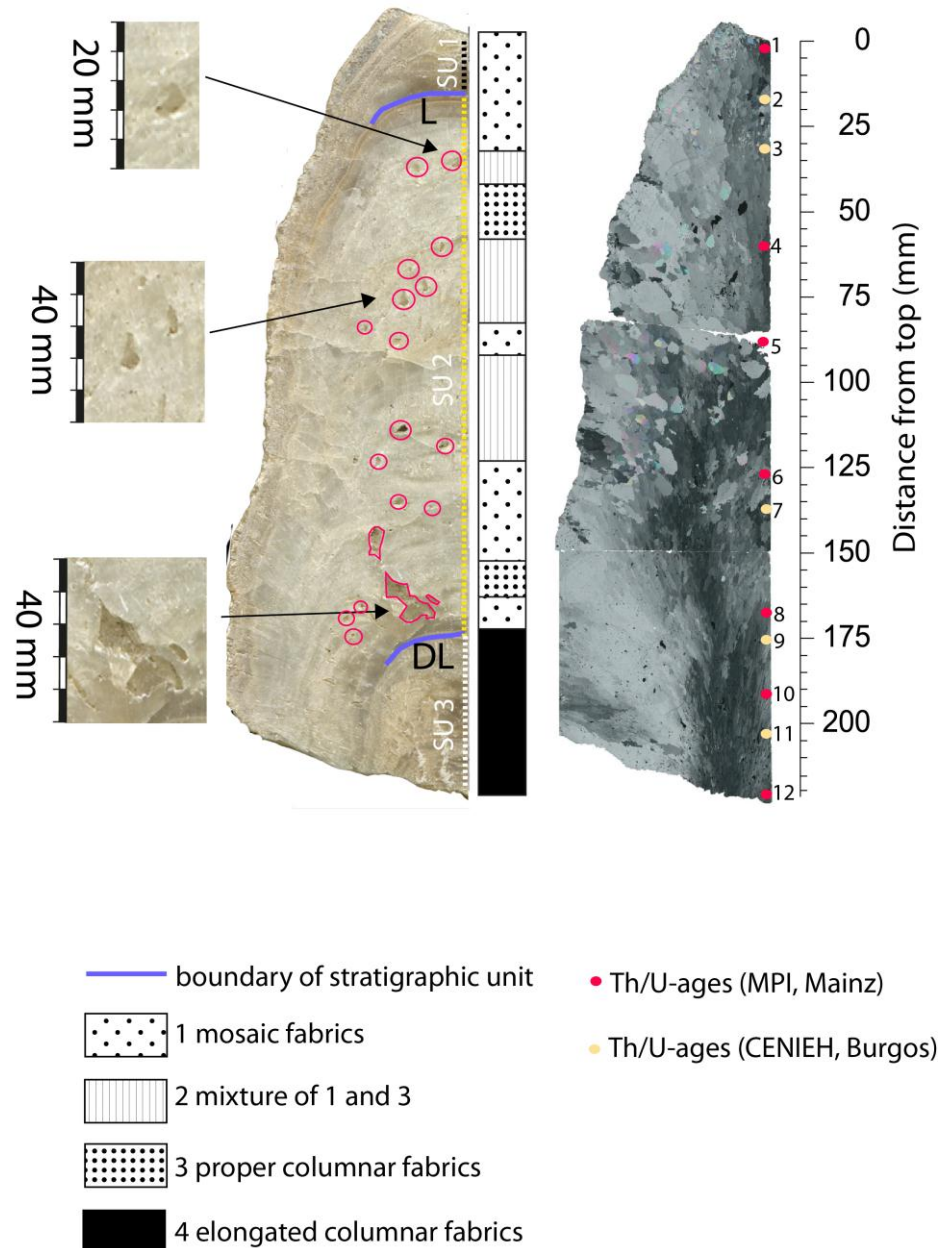 20 mm
40 mm
40 mm
SU 1
L
SU 2
DL
SU 3
1
2
3
4
5
6
7
8
9
10
11
12
0
25
50
75
100
125
150
175
200
Distance from top (mm)
boundary of stratigraphic unit
1 mosaic fabrics
2 mixture of 1 and 3
3 proper columnar fabrics
4 elongated columnar fabrics
Th/U-ages (MPI, Mainz)
Th/U-ages (CENIEH, Burgos)